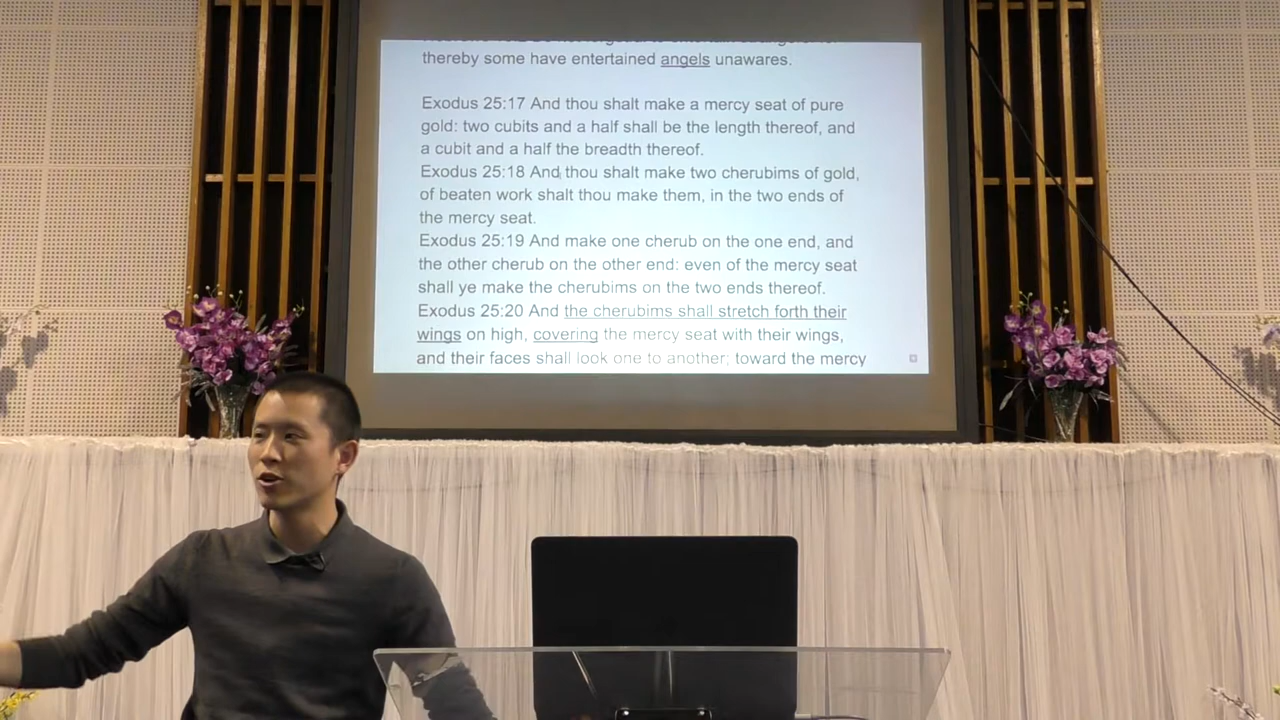 thereby some have entertained angels unawares.
Exodus 25:17 And thou shalt make a mercy seat of pure
gold: two cubits and a half shall be the length thereof, and
a cubit and a half the breadth thereof.
Exodus 25:18 And thou shalt make two cherubims of gold,
of beaten work shalt thou make them, in the two ends of
the mercy seat.
Exodus 25:19 And make one cherub on the one end, and
the other cherub on the other end: even of the mercy seat
shall ye make the cherubims on the two ends thereof.
Exodus 25:20 And the cherubims shall stretch forth their
wings on high, covering the mercy seat with their wings,
and their faces shall look one to another; toward the mercy